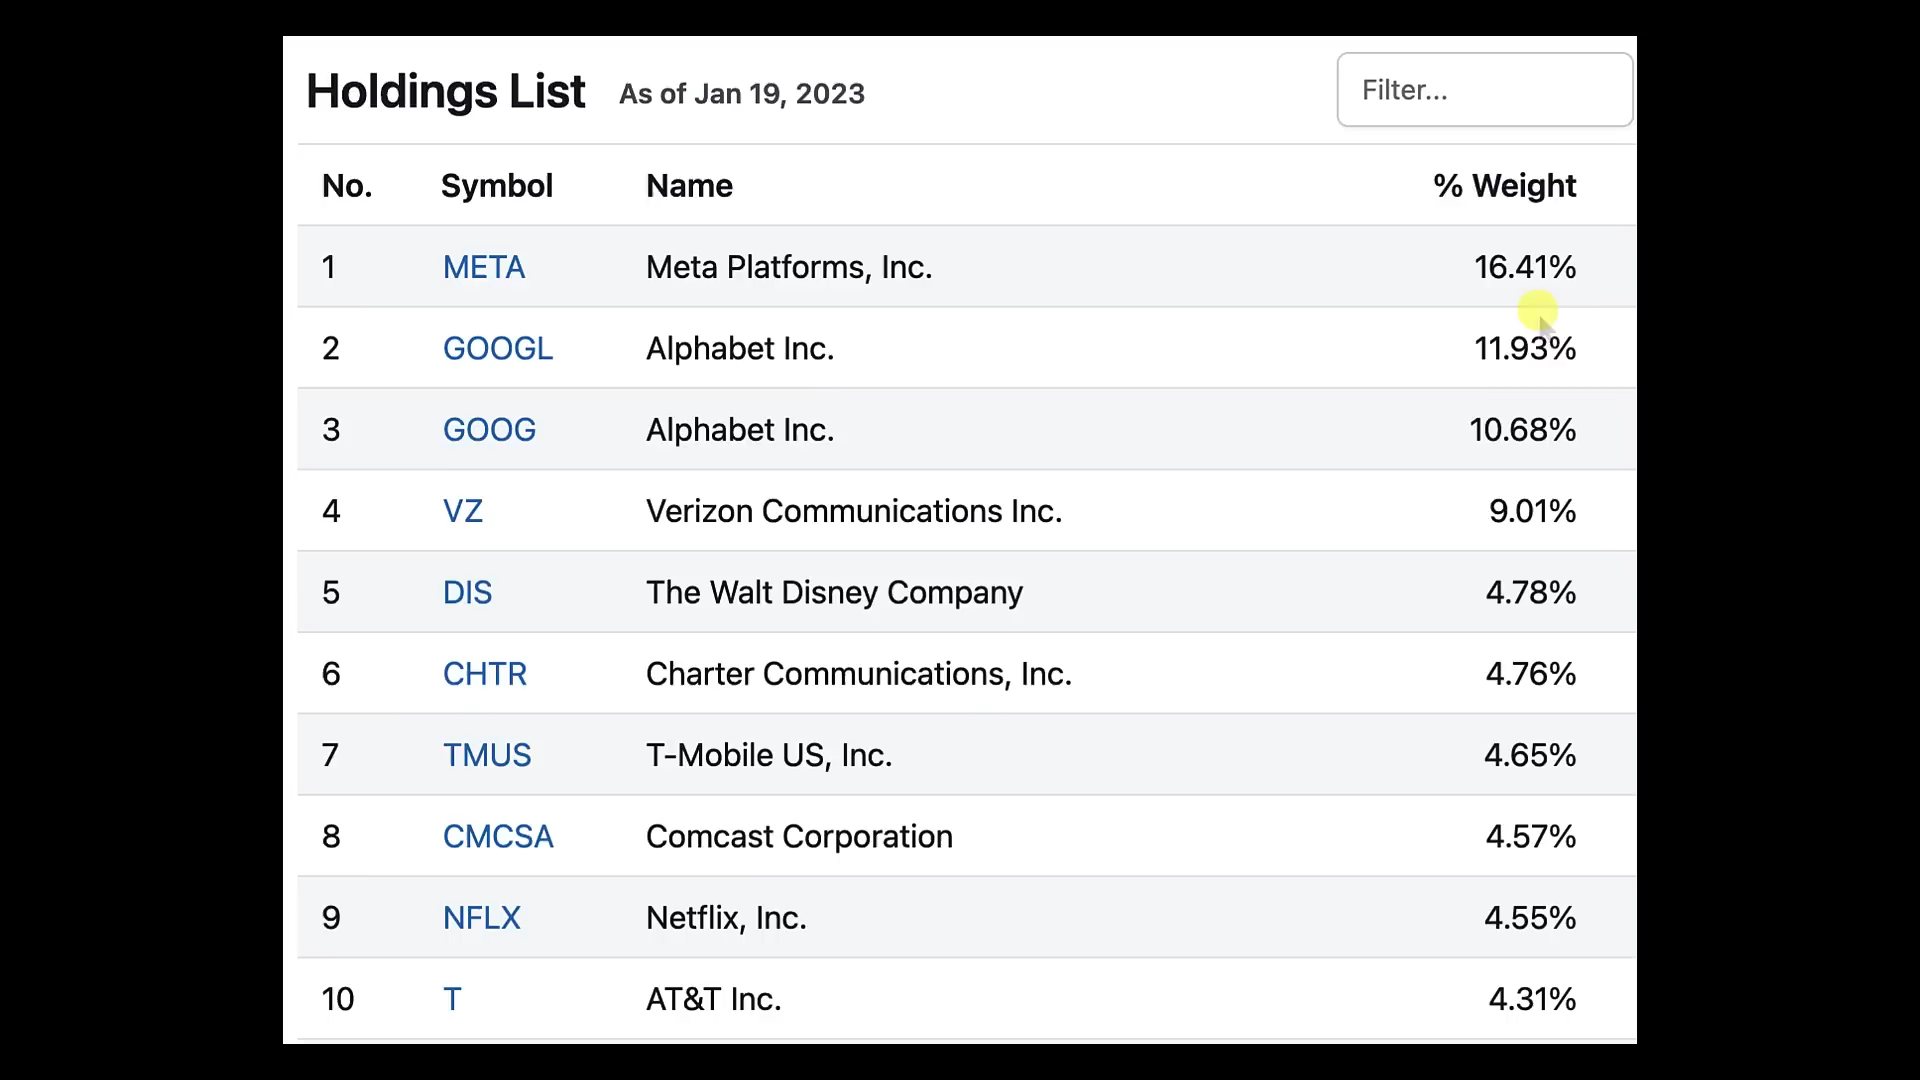 Holdings List As of Jan 19, 2023 Filter...
No. Symbol Name % Weight
1 META Meta Platforms, Inc. 16.41%
2 GOOGL Alphabet Inc. 11.93%
3 GOOG Alphabet Inc. 10.68%
4 VZ Verizon Communications Inc. 9.01%
5 DIS The Walt Disney Company 4.78%
6 CHTR Charter Communications, Inc. 4.76%
7 TMUS T-Mobile US, Inc. 4.65%
8 CMCSA Comcast Corporation 4.57%
9 NFLX Netflix, Inc. 4.55%
10 T AT&T Inc. 4.31%